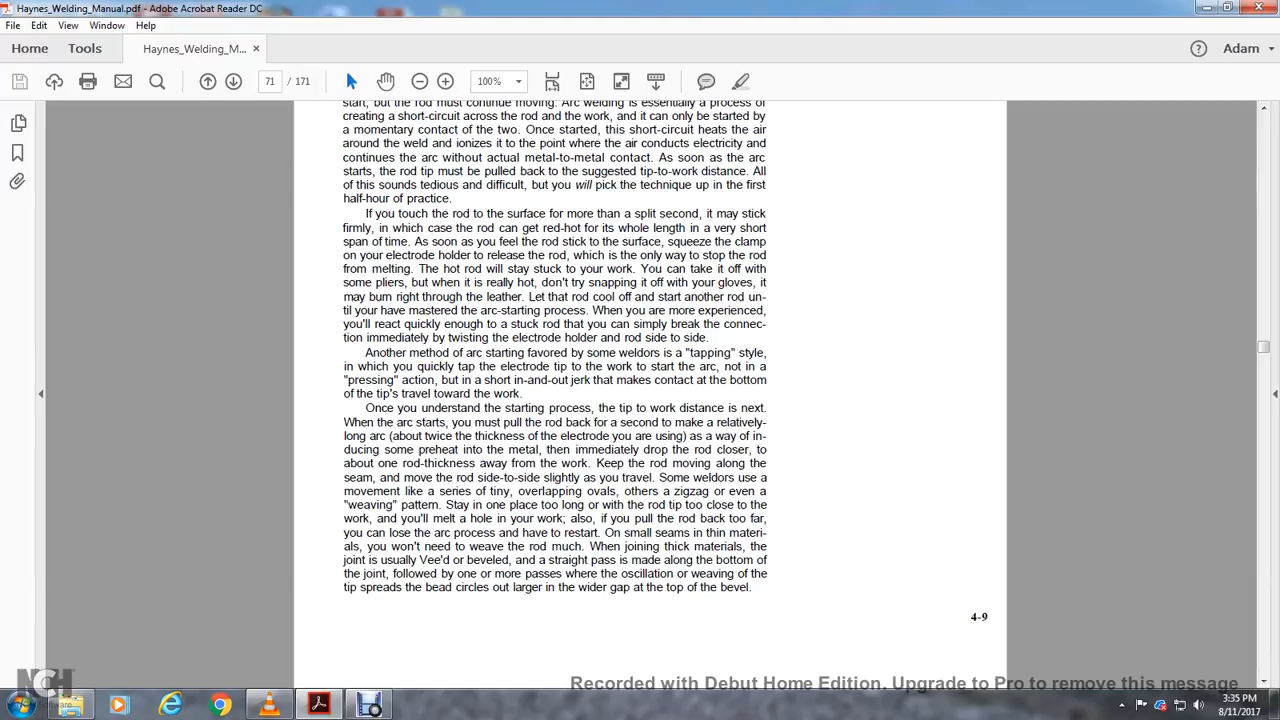 Haynes_Welding_Manual.pdf - Adobe Acrobat Reader DC
File Edit View Window Help
Home Tools Haynes_Welding_M... × ? Adam
71 / 171 100%
start, but the rod must continue moving. Arc welding is essentially a process of
creating a short-circuit across the rod and the work, and it can only be started by
a momentary contact of the two. Once started, this short-circuit heats the air
around the weld and ionizes it to the point where the air conducts electricity and
continues the arc without actual metal-to-metal contact. As soon as the arc
starts, the rod tip must be pulled back to the suggested tip-to-work distance. All
of this sounds tedious and difficult, but you will pick the technique up in the first
half-hour of practice.
If you touch the rod to the surface for more than a split second, it may stick
firmly, in which case the rod can get red-hot for its whole length in a very short
span of time. As soon as you feel the rod stick to the surface, squeeze the clamp
on your electrode holder to release the rod, which is the only way to stop the rod
from melting. The hot rod will stay stuck to your work. You can take it off with
some pliers, but when it is really hot, don't try snapping it off with your gloves, it
may burn right through the leather. Let that rod cool off and start another rod un-
til your have mastered the arc-starting process. When you are more experienced,
you'll react quickly enough to a stuck rod that you can simply break the connec-
tion immediately by twisting the electrode holder and rod side to side.
Another method of arc starting favored by some weldors is a "tapping" style,
in which you quickly tap the electrode tip to the work to start the arc, not in a
"pressing" action, but in a short in-and-out jerk that makes contact at the bottom
of the tip's travel toward the work.
Once you understand the starting process, the tip to work distance is next.
When the arc starts, you must pull the rod back for a second to make a relatively-
long arc (about twice the thickness of the electrode you are using) as a way of in-
ducing some preheat into the metal, then immediately drop the rod closer, to
about one rod-thickness away from the work. Keep the rod moving along the
seam, and move the rod side-to-side slightly as you travel. Some weldors use a
movement like a series of tiny, overlapping ovals, others a zigzag or even a
"weaving" pattern. Stay in one place too long or with the rod tip too close to the
work, and you'll melt a hole in your work; also, if you pull the rod back too far,
you can lose the arc process and have to restart. On small seams in thin materi-
als, you won't need to weave the rod much. When joining thick materials, the
joint is usually Vee'd or beveled, and a straight pass is made along the bottom of
the joint, followed by one or more passes where the oscillation or weaving of the
tip spreads the bead circles out larger in the wider gap at the top of the bevel.
4-9
NCH
Software
Recorded with Debut Home Edition. Upgrade to Pro to remove this message
3:35 PM
8/11/2017